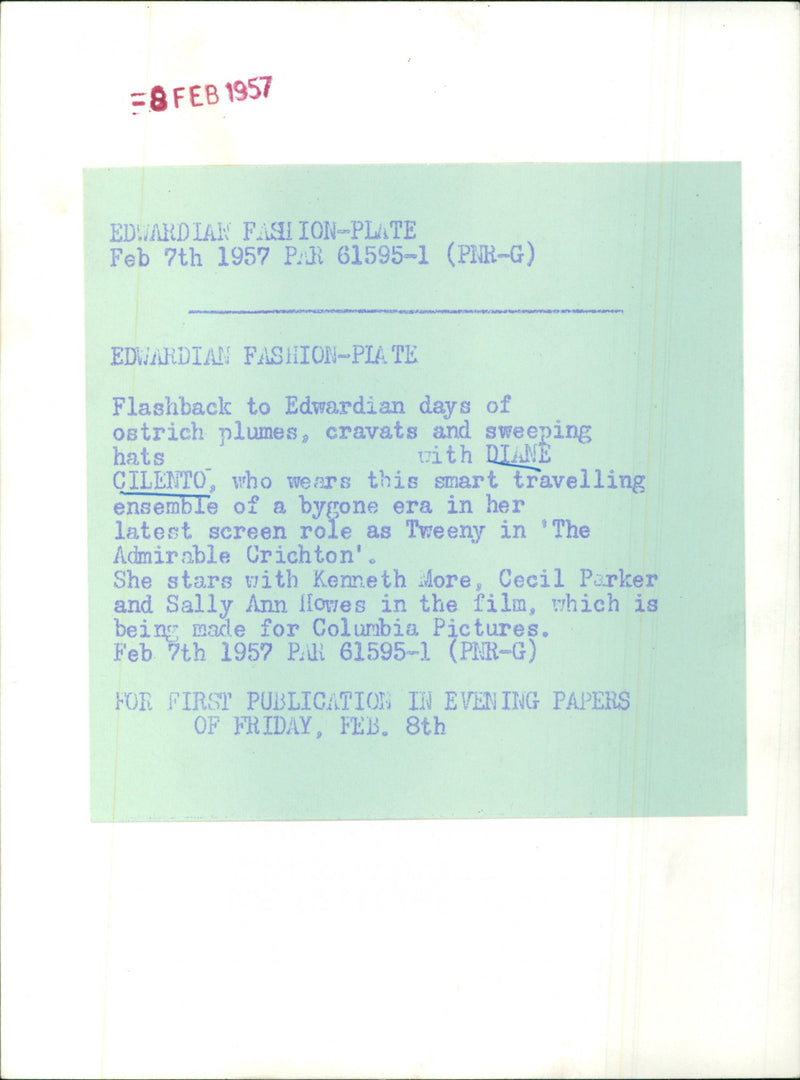 =8 FEB 1957
EDWARDIAN FASHION-PLATE
Feb 7th 1957 PAR 61595-1 (PNR-G)
EDWARDIAN FASHION-PLATE
Flashback to Edwardian days of
ostrich plumes, cravats and sweeping
hats with DIANE
CILENTO, who wears this smart travelling
ensemble of a bygone era in her
latest screen role as Tweeny in 'The
Admirable Crichton'.
She stars with Kenneth More, Cecil Parker
and Sally Ann Howes in the film, which is
being made for Columbia Pictures.
Feb 7th 1957 PAR 61595-1 (PNR-G)
FOR FIRST PUBLICATION IN EVENING PAPERS
OF FRIDAY, FEB. 8th